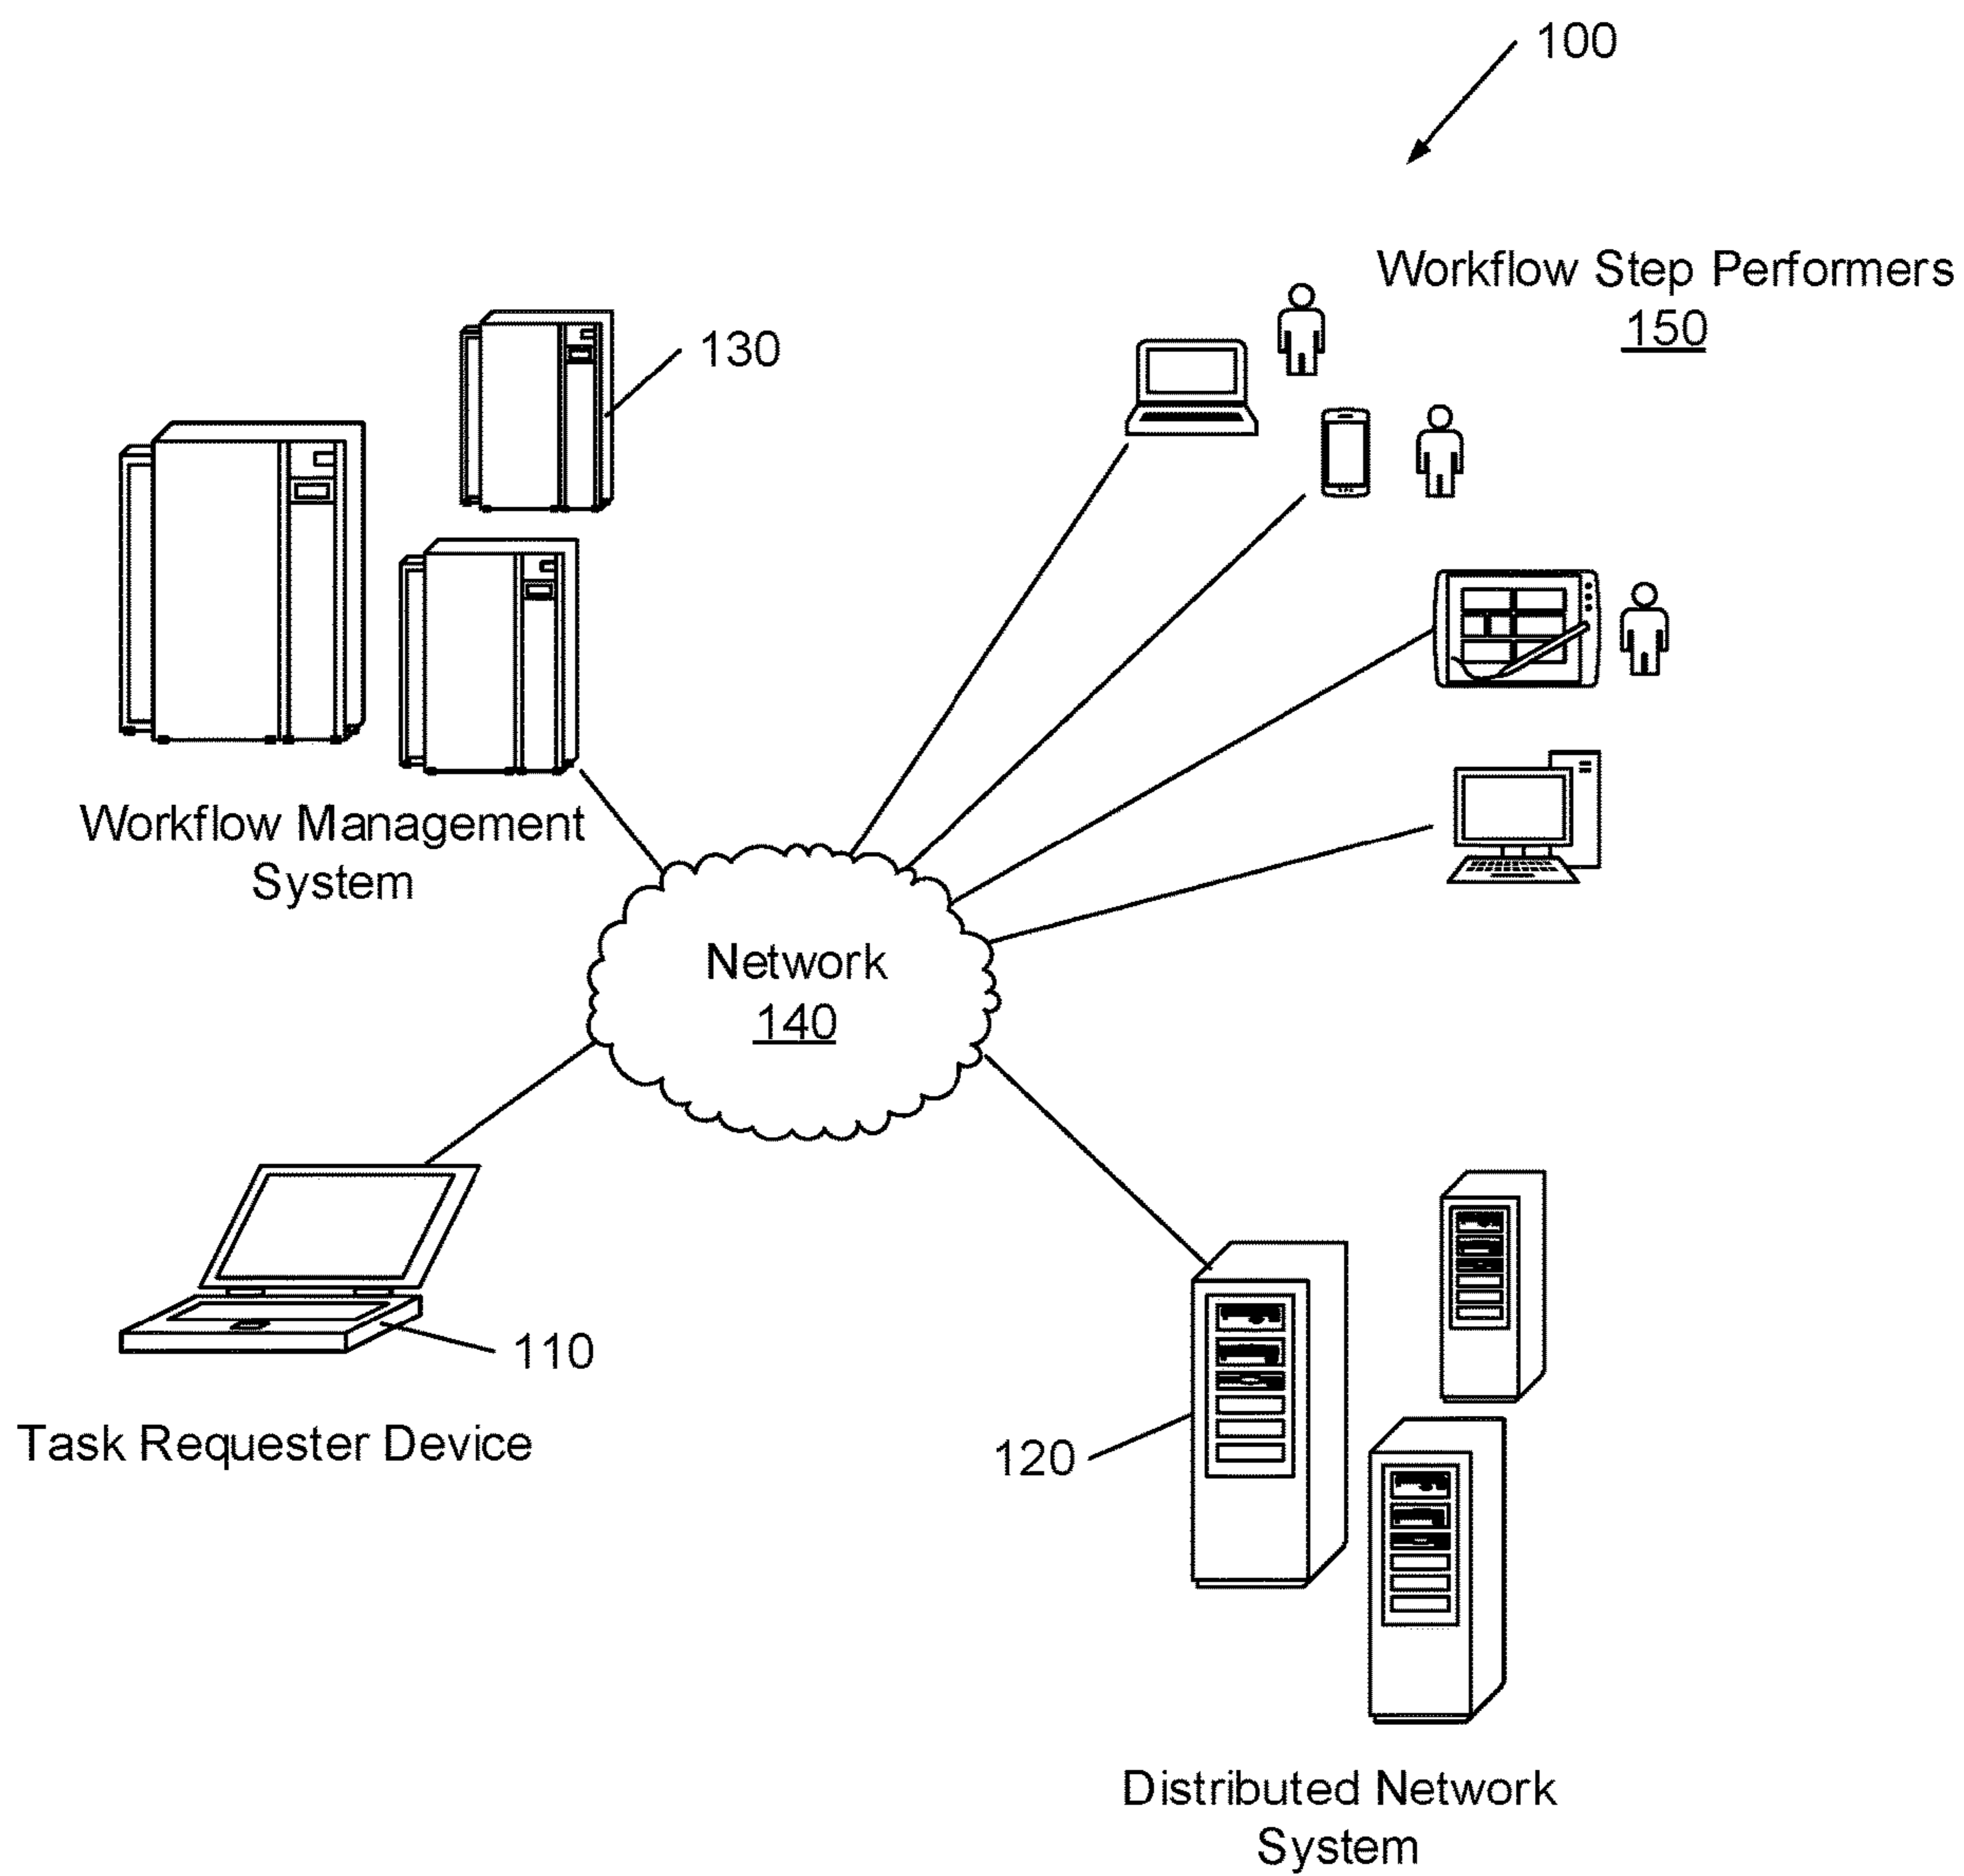 100
Workflow Step Performers
150
130
Workflow Management
System
Network
140
110
Task Requester Device
120
Distributed Network
System